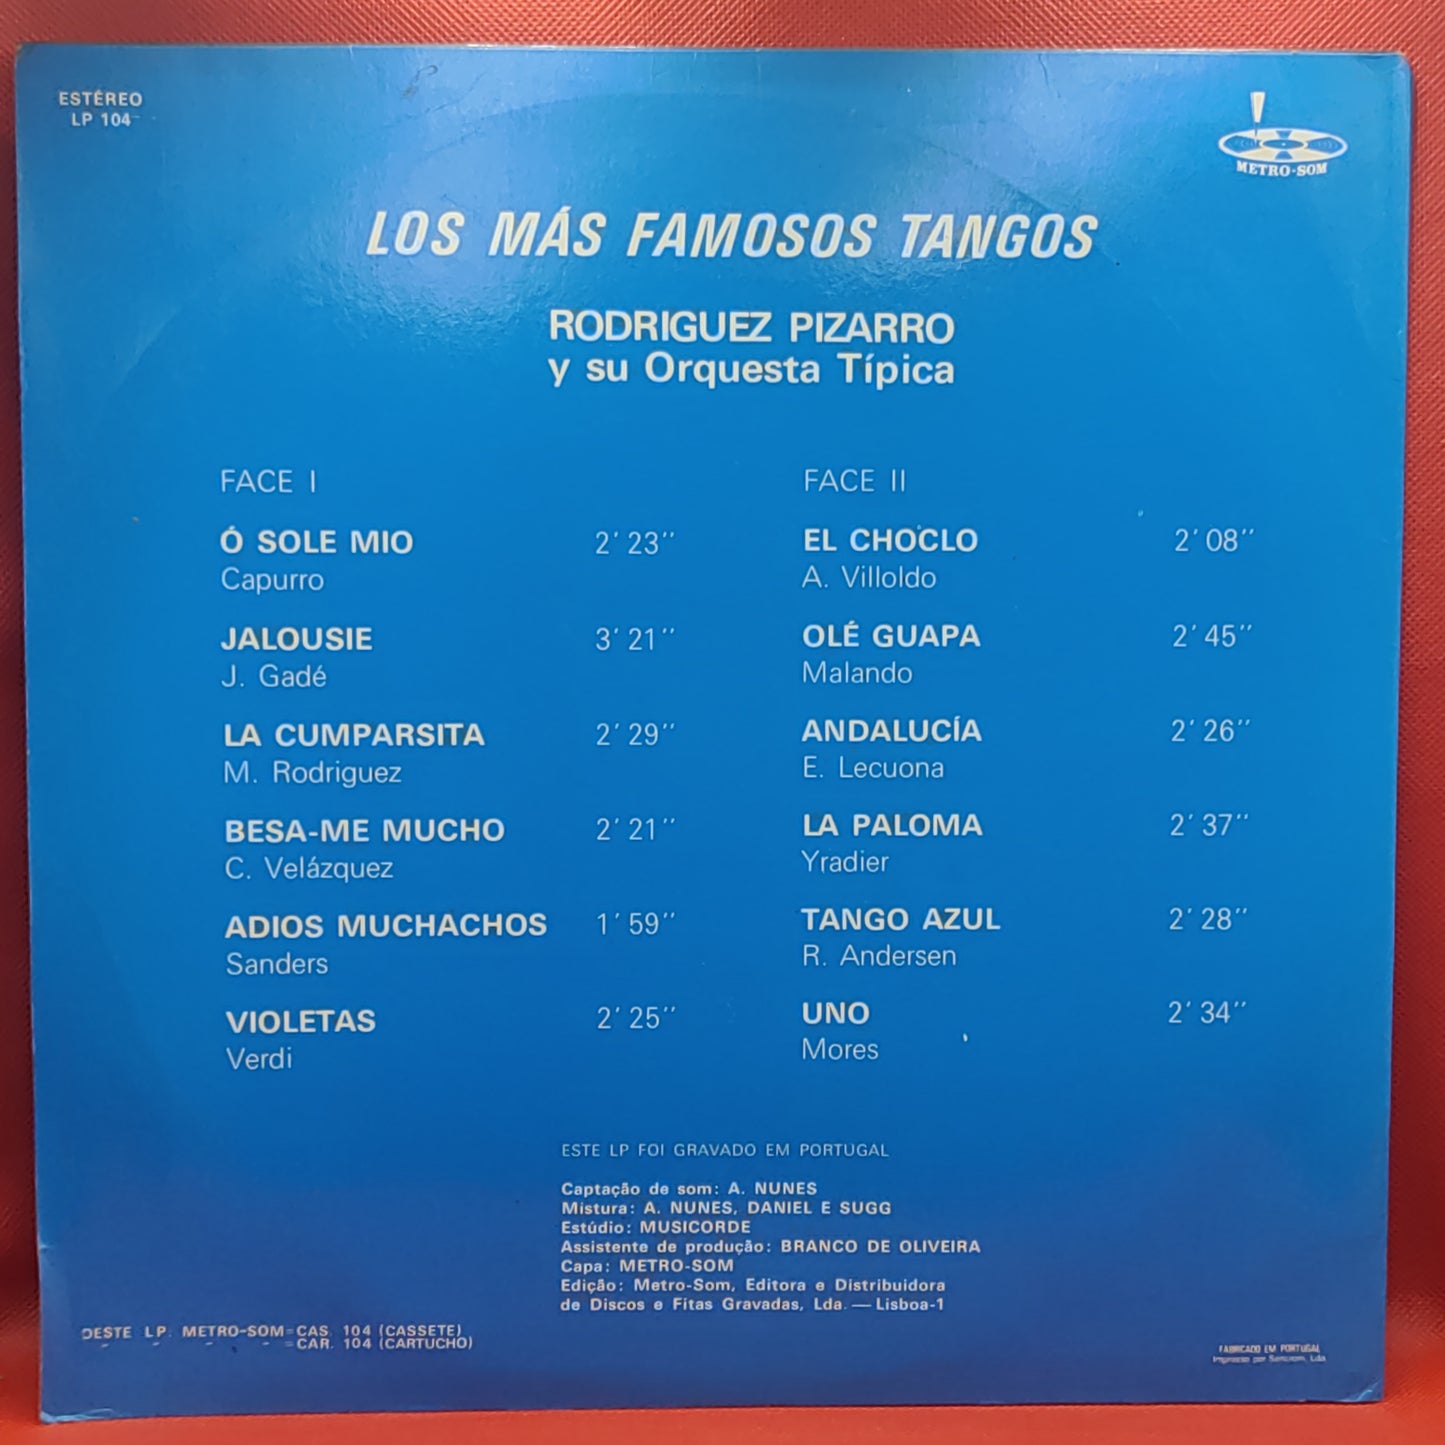 ESTÉREO
LP 104
METRO-SOM
LOS MÁS FAMOSOS TANGOS
RODRIGUEZ PIZARRO
y su Orquesta Típica
FACE I
Ó SOLE MIO 2' 23''
Capurro
JALOUSIE 3' 21''
J. Gadé
LA CUMPARSITA 2' 29''
M. Rodriguez
BESA-ME MUCHO 2' 21''
C. Velázquez
ADIOS MUCHACHOS 1' 59''
Sanders
VIOLETAS 2' 25''
Verdi
FACE II
EL CHOCLO 2' 08''
A. Villoldo
OLÉ GUAPA 2' 45''
Malando
ANDALUCÍA 2' 26''
E. Lecuona
LA PALOMA 2' 37''
Yradier
TANGO AZUL 2' 28''
R. Andersen
UNO 2' 34''
Mores
ESTE LP FOI GRAVADO EM PORTUGAL
Captação de som: A. NUNES
Mistura: A. NUNES, DANIEL E SUGG
Estúdio: MUSICORDE
Assistente de produção: BRANCO DE OLIVEIRA
Capa: METRO-SOM
Edição: Metro-Som, Editora e Distribuidora
de Discos e Fitas Gravadas, Lda. — Lisboa-1
DESTE LP. METRO-SOM=CAS. 104 (CASSETE)
- - - - =CAR. 104 (CARTUCHO)
FABRICADO EM PORTUGAL
Impresso por Lda.